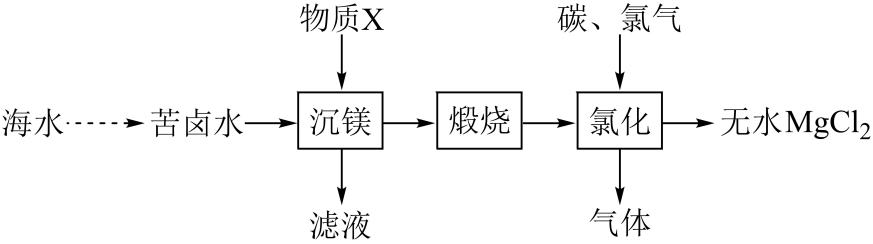 物质X
碳、氯气
海水
苦卤水
沉镁
煅烧
氯化
无水MgCl₂
滤液
气体